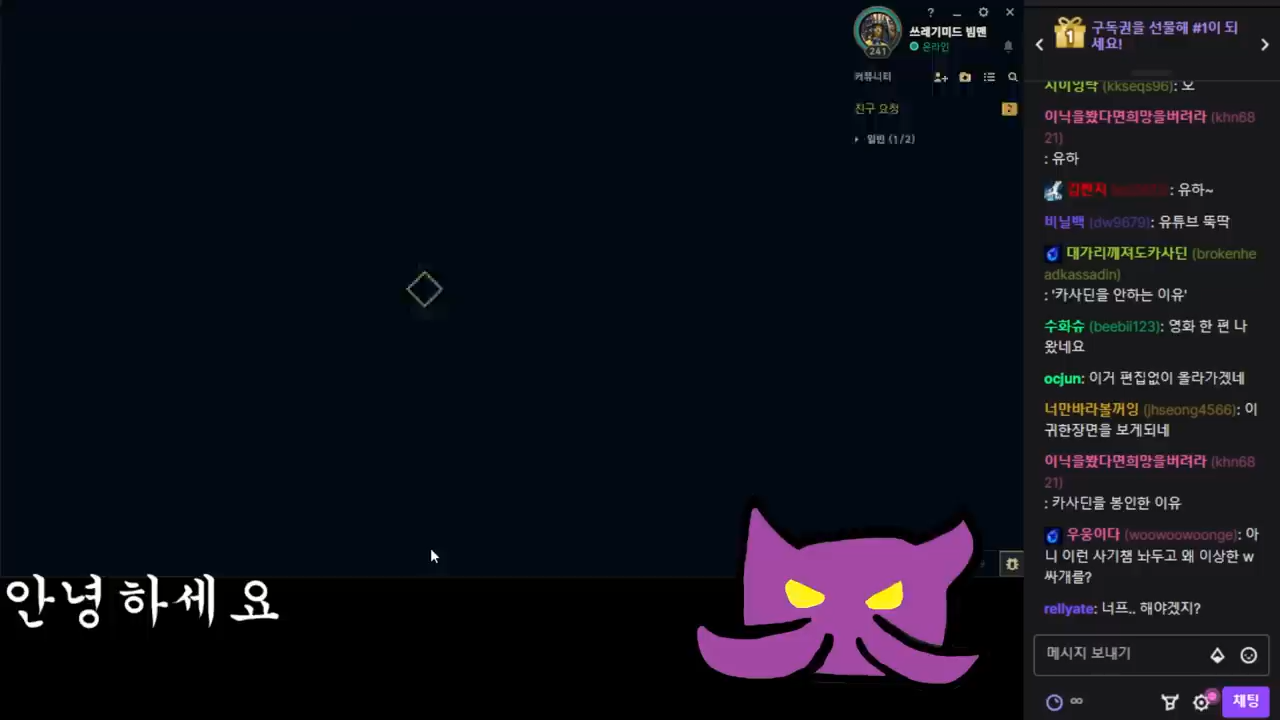 쓰레기미드 빔맨
온라인
241
커뮤니티
친구 요청
2
일반 (1/2)
안녕하세요
1
구독권을 선물해 #1이 되
세요!
(kkseqs96): 오
이닉을봤다면희망을버려라 (khn68
21)
: 유하
김썬지 : 유하~
비닐백 (dw9679): 유튜브 뚝딱
대가리깨져도카사딘 (brokenhe
adkassadin)
: '카사딘을 안하는 이유'
수화슈 (beebii123): 영화 한 편 나
왔네요
ocjun: 이거 편집없이 올라가겠네
너만바라볼꺼잉 (jhseong4566): 이
귀한장면을 보게되네
이닉을봤다면희망을버려라 (khn68
21)
: 카사딘을 봉인한 이유
우웅이다 (woowoowoonge): 아
니 이런 사기챔 놔두고 왜 이상한 w
싸개를?
rellyate: 너프.. 해야겠지?
메시지 보내기
채팅